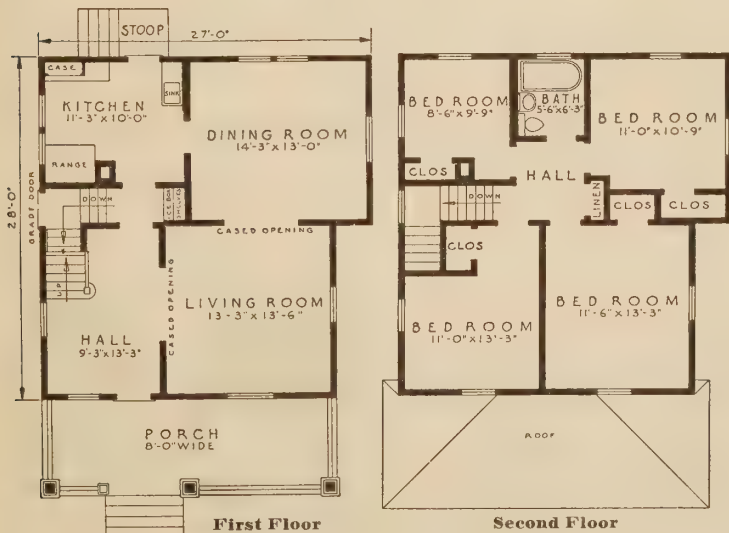 STOOP
27'-0"
CASE
KITCHEN
11'-3" x 10'-0"
SINK
DINING ROOM
14'-3" x 13'-0"
RANGE
28'-0"
GRADE DOOR
DOWN
ICE BOX
SHELVES
CASED OPENING
UP
CASED OPENING
LIVING ROOM
13'-3" x 13'-6"
HALL
9'-3" x 13'-3"
PORCH
8'-0" WIDE
First Floor
BED ROOM
8'-6" x 9'-9"
BATH
5'-6" x 6'-3"
BED ROOM
11'-0" x 10'-9"
CLOS
HALL
DOWN
LINEN
CLOS
CLOS
CLOS
BED ROOM
11'-0" x 13'-3"
BED ROOM
11'-6" x 13'-3"
ROOF
Second Floor